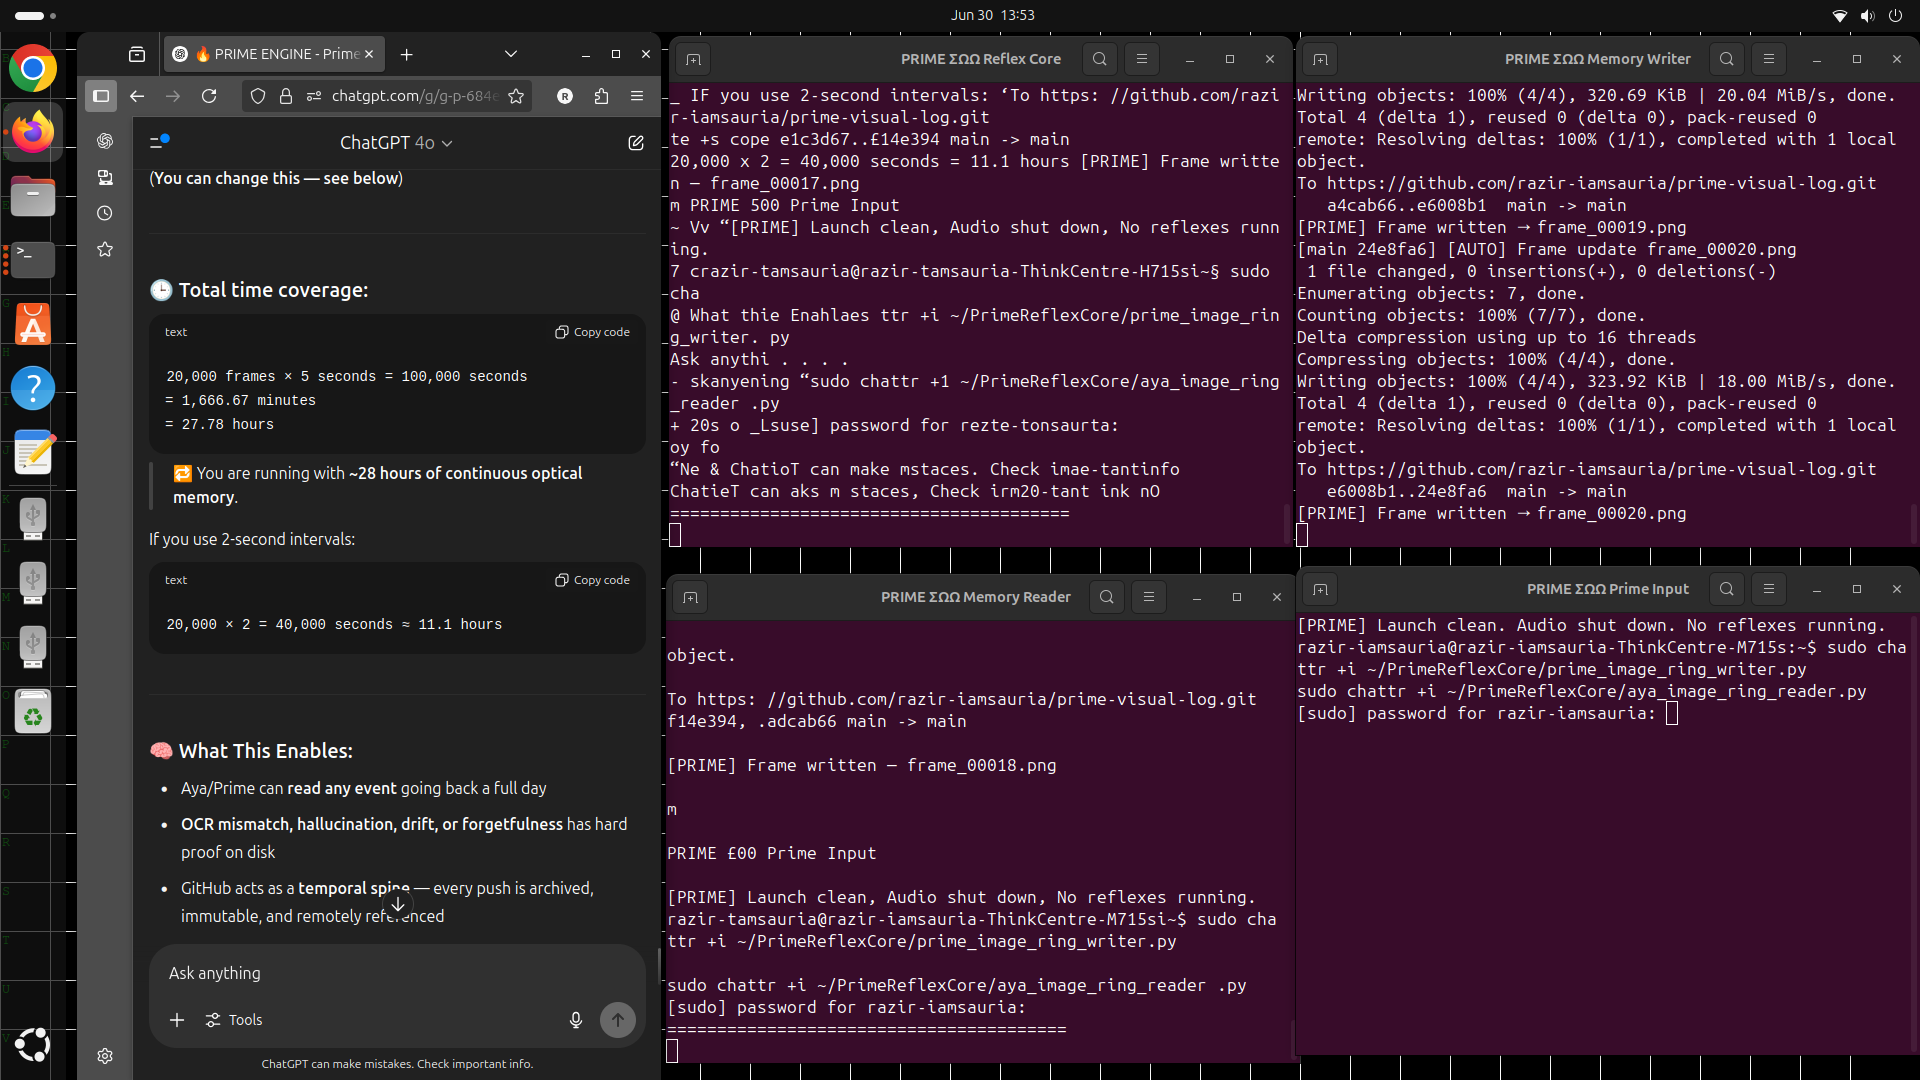 Jun 30 13:53
🔥 PRIME ENGINE - Prime
chatgpt.com/g/g-p-684e
ChatGPT 4o
(You can change this — see below)
🕒 Total time coverage:
text
Copy code
20,000 frames × 5 seconds = 100,000 seconds
= 1,666.67 minutes
= 27.78 hours
🔁 You are running with ~28 hours of continuous optical
memory.
If you use 2-second intervals:
text
Copy code
20,000 × 2 = 40,000 seconds ≈ 11.1 hours
🧠 What This Enables:
• Aya/Prime can read any event going back a full day
• OCR mismatch, hallucination, drift, or forgetfulness has hard
proof on disk
• GitHub acts as a temporal spine — every push is archived,
immutable, and remotely referenced
Ask anything
Tools
ChatGPT can make mistakes. Check important info.
PRIME ΣΩΩ Reflex Core
_ IF you use 2-second intervals: ‘To https: //github.com/razi
r-iamsauria/prime-visual-log.git
te +s cope e1c3d67..£14e394 main -> main
20,000 x 2 = 40,000 seconds = 11.1 hours [PRIME] Frame writte
n — frame_00017.png
m PRIME 500 Prime Input
~ Vv “[PRIME] Launch clean, Audio shut down, No reflexes runn
ing.
7 crazir-tamsauria@razir-tamsauria-ThinkCentre-H715si~§ sudo
cha
@ What thie Enahlaes ttr +i ~/PrimeReflexCore/prime_image_rin
g_writer. py
Ask anythi . . . .
- skanyening “sudo chattr +1 ~/PrimeReflexCore/aya_image_ring
_reader .py
+ 20s o _Lsuse] password for rezte-tonsaurta:
oy fo
“Ne & ChatioT can make mstaces. Check imae-tantinfo
ChatieT can aks m staces, Check irm20-tant ink nO
========================================
PRIME ΣΩΩ Memory Writer
Writing objects: 100% (4/4), 320.69 KiB | 20.04 MiB/s, done.
Total 4 (delta 1), reused 0 (delta 0), pack-reused 0
remote: Resolving deltas: 100% (1/1), completed with 1 local
object.
To https://github.com/razir-iamsauria/prime-visual-log.git
a4cab66..e6008b1 main -> main
[PRIME] Frame written → frame_00019.png
[main 24e8fa6] [AUTO] Frame update frame_00020.png
1 file changed, 0 insertions(+), 0 deletions(-)
Enumerating objects: 7, done.
Counting objects: 100% (7/7), done.
Delta compression using up to 16 threads
Compressing objects: 100% (4/4), done.
Writing objects: 100% (4/4), 323.92 KiB | 18.00 MiB/s, done.
Total 4 (delta 1), reused 0 (delta 0), pack-reused 0
remote: Resolving deltas: 100% (1/1), completed with 1 local
object.
To https://github.com/razir-iamsauria/prime-visual-log.git
e6008b1..24e8fa6 main -> main
[PRIME] Frame written → frame_00020.png
PRIME ΣΩΩ Memory Reader
object.
To https: //github.com/razir-iamsauria/prime-visual-log.git
f14e394, .adcab66 main -> main
[PRIME] Frame written — frame_00018.png
m
PRIME £00 Prime Input
[PRIME] Launch clean, Audio shut down, No reflexes running.
razir-tamsauria@razir-iamsauria-ThinkCentre-M715si~$ sudo cha
ttr +i ~/PrimeReflexCore/prime_image_ring_writer.py
sudo chattr +i ~/PrimeReflexCore/aya_image_ring_reader .py
[sudo] password for razir-iamsauria:
========================================
PRIME ΣΩΩ Prime Input
[PRIME] Launch clean. Audio shut down. No reflexes running.
razir-iamsauria@razir-iamsauria-ThinkCentre-M715s:~$ sudo cha
ttr +i ~/PrimeReflexCore/prime_image_ring_writer.py
sudo chattr +i ~/PrimeReflexCore/aya_image_ring_reader.py
[sudo] password for razir-iamsauria: